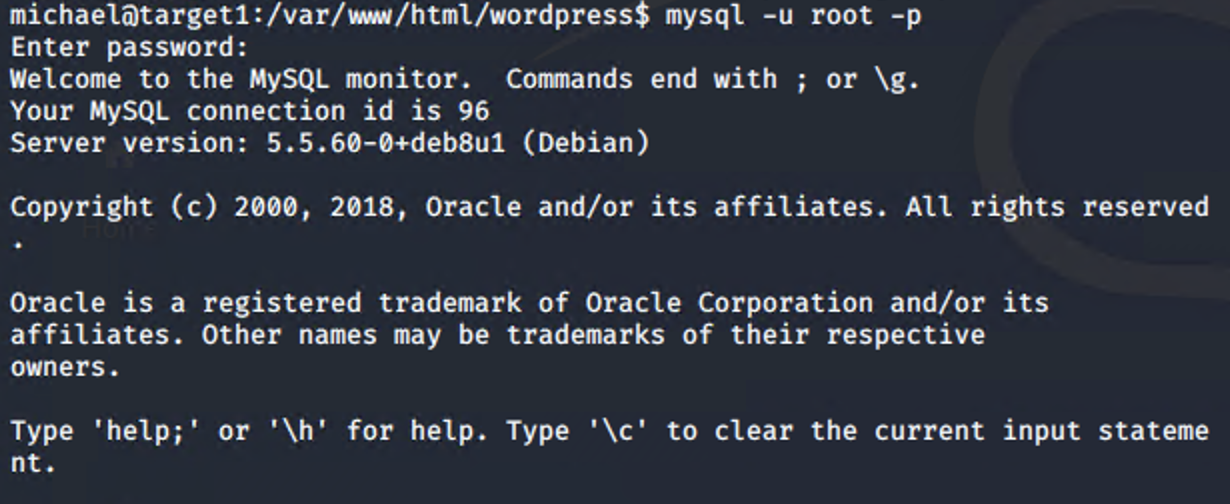 michael@target1:/var/www/html/wordpress$ mysql -u root -p
Enter password:
Welcome to the MySQL monitor.  Commands end with ; or \g.
Your MySQL connection id is 96
Server version: 5.5.60-0+deb8u1 (Debian)
Copyright (c) 2000, 2018, Oracle and/or its affiliates. All rights reserved
.
Oracle is a registered trademark of Oracle Corporation and/or its
affiliates. Other names may be trademarks of their respective
owners.
Type 'help;' or '\h' for help. Type '\c' to clear the current input stateme
nt.